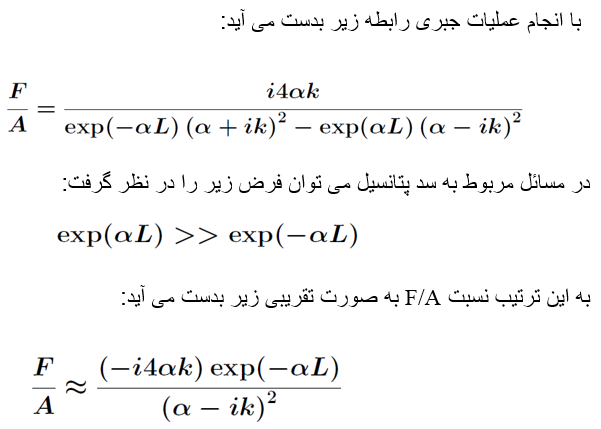 با انجام عملیات جبری رابطه زیر بدست می آید:
F/A = i4αk / (exp(−αL) (α + ik)² − exp(αL) (α − ik)²)
در مسائل مربوط به سد پتانسیل می توان فرض زیر را در نظر گرفت:
exp(αL) >> exp(−αL)
به این ترتیب نسبت F/A به صورت تقریبی زیر بدست می آید:
F/A ≈ (−i4αk) exp(−αL) / (α − ik)²